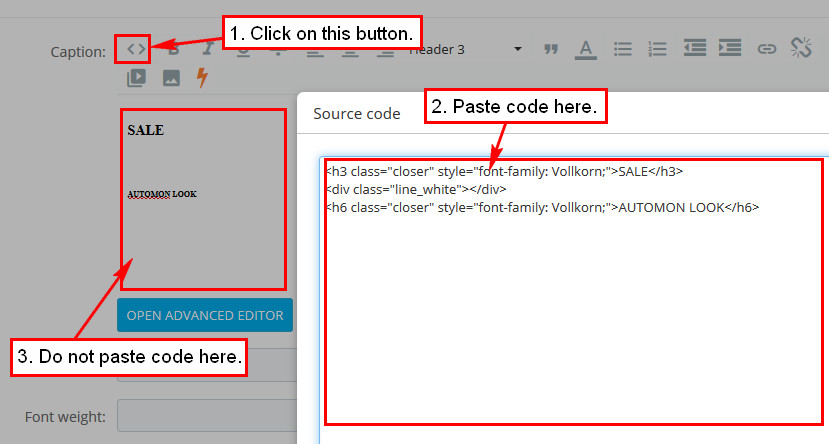 1. Click on this button.
Caption:
Header 3
2. Paste code here.
Source code
SALE
AUTOMON LOOK
<h3 class="closer" style="font-family: Vollkorn;">SALE</h3>
<div class="line_white"></div>
<h6 class="closer" style="font-family: Vollkorn;">AUTOMON LOOK</h6>
OPEN ADVANCED EDITOR
3. Do not paste code here.
Font weight: